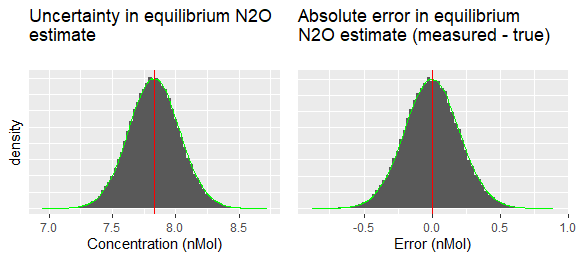 Uncertainty in equilibrium N2O
estimate
Absolute error in equilibrium
N2O estimate (measured - true)
density
7.0 7.5 8.0 8.5
Concentration (nMol)
-0.5 0.0 0.5 1.0
Error (nMol)